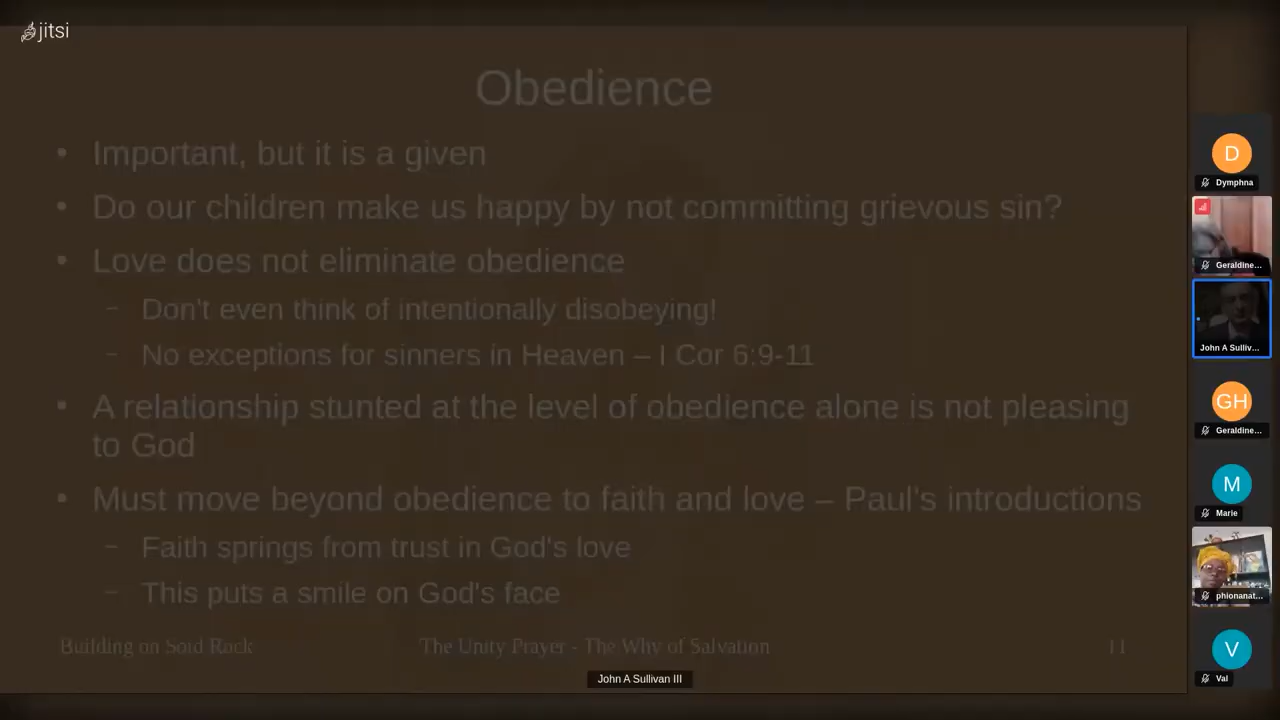 jitsi
Obedience
• Important, but it is a given
• Do our children make us happy by not committing grievous sin?
• Love does not eliminate obedience
– Don't even think of intentionally disobeying!
– No exceptions for sinners in Heaven – I Cor 6:9-11
• A relationship stunted at the level of obedience alone is not pleasing
to God
• Must move beyond obedience to faith and love – Paul's introductions
– Faith springs from trust in God's love
– This puts a smile on God's face
Building on Soid Rock
The Unity Prayer - The Why of Salvation
11
John A Sullivan III
D
Dymphna
Geraldine...
John A Sulliv...
GH
Geraldine...
M
Marie
phionanat...
V
Val